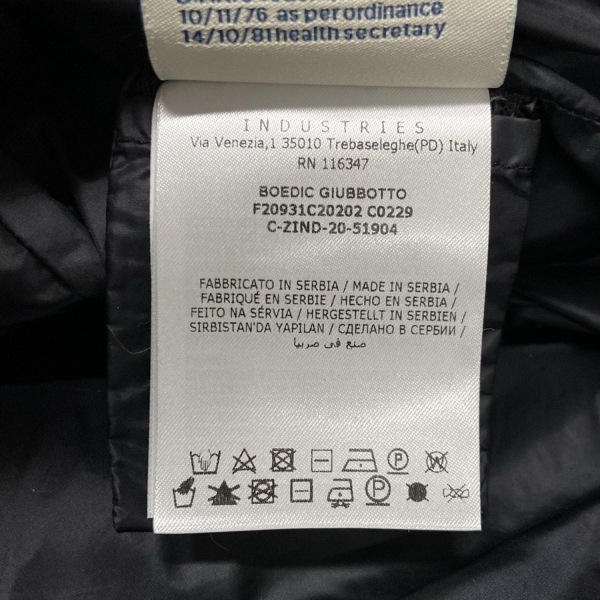 10/11/76 as per ordinance
14/10/81 health secretary
INDUSTRIES
Via Venezia,1 35010 Trebaseleghe(PD) Italy
RN 116347
BOEDIC GIUBBOTTO
F20931C20202 C0229
C-ZIND-20-51904
FABBRICATO IN SERBIA / MADE IN SERBIA /
FABRIQUÉ EN SERBIE / HECHO EN SERBIA /
FEITO NA SÉRVIA / HERGESTELLT IN SERBIEN /
SIRBISTAN'DA YAPILAN / СДЕЛАНО В СЕРБИИ /
صنع في صربيا